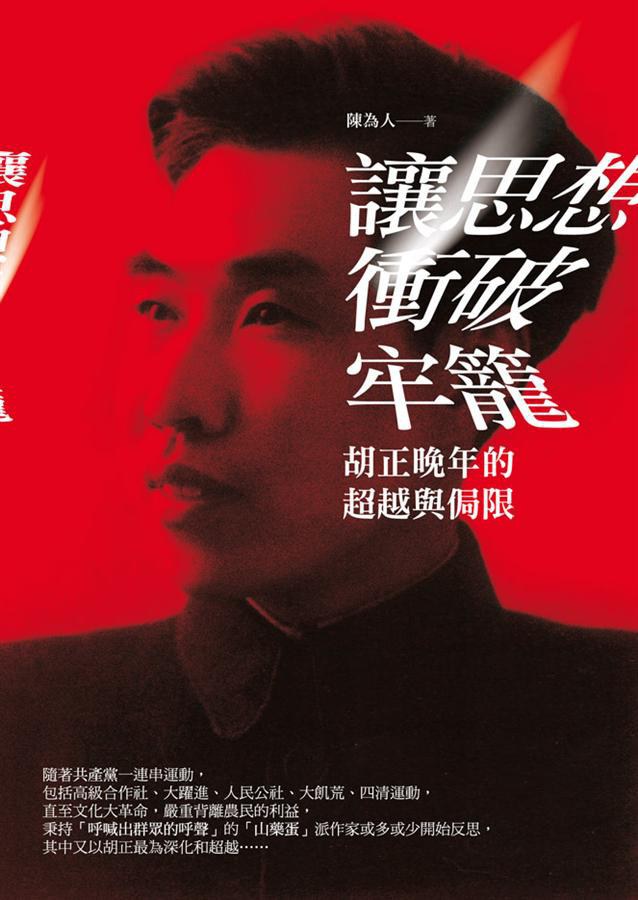 陳為人——著
讓思想
衝破
牢籠
胡正晚年的
超越與侷限
讓思
籠
隨著共產黨一連串運動，
包括高級合作社、大躍進、人民公社、大飢荒、四清運動，
直至文化大革命，嚴重背離農民的利益，
秉持「呼喊出群眾的呼聲」的「山藥蛋」派作家或多或少開始反思，
其中又以胡正最為深化和超越⋯⋯